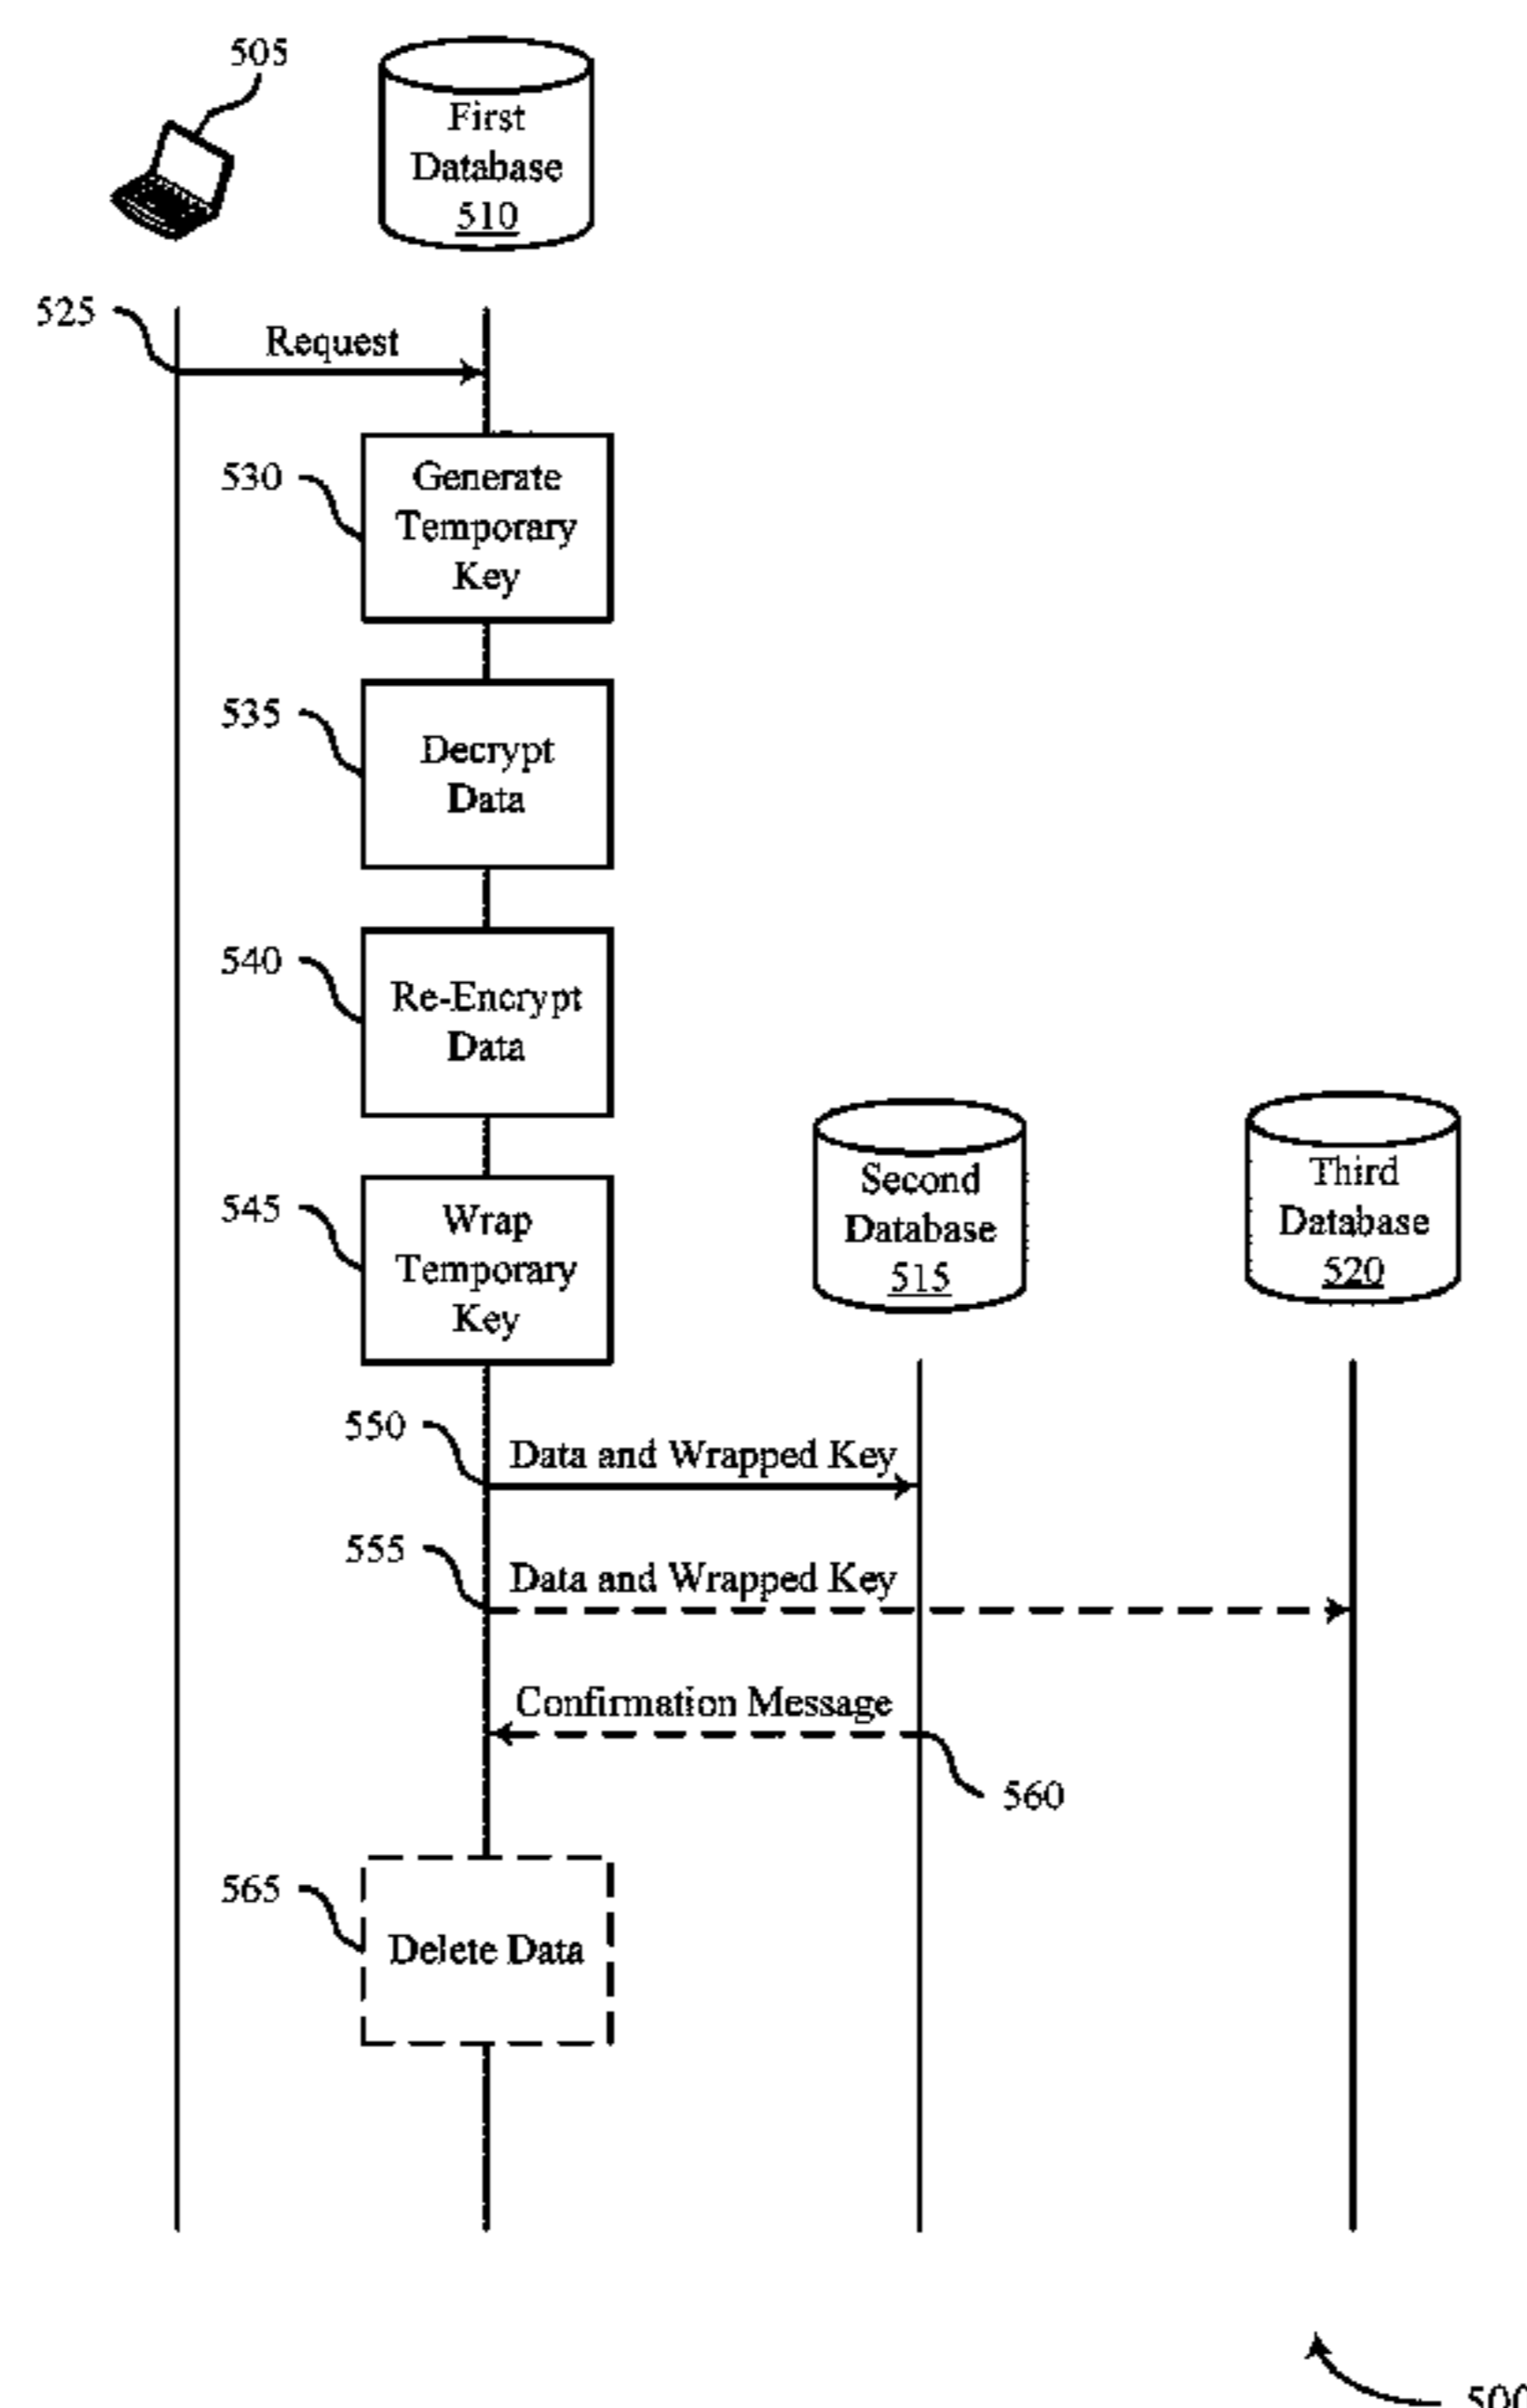 505
First
Database
510
525
Request
530
Generate
Temporary
Key
535
Decrypt
Data
540
Re-Encrypt
Data
545
Wrap
Temporary
Key
Second
Database
515
Third
Database
520
550
Data and Wrapped Key
555
Data and Wrapped Key
Confirmation Message
560
565
Delete Data
500